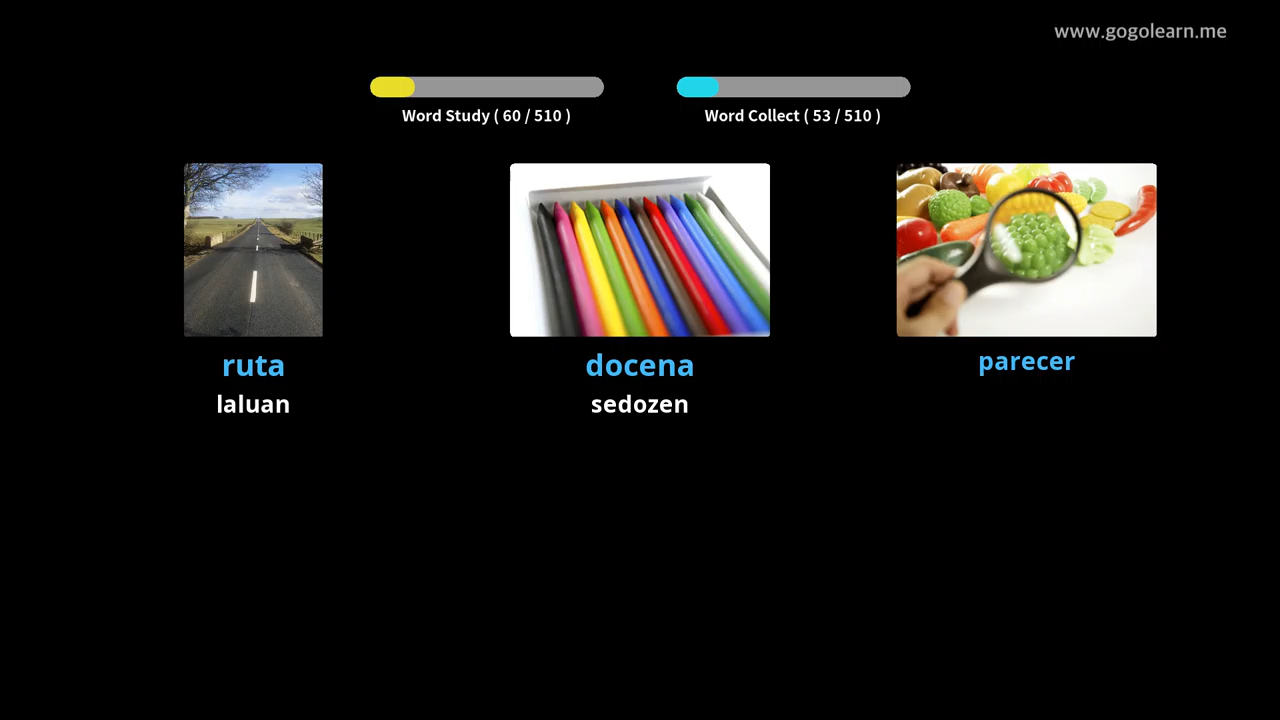 www.gogolearn.me
Word Study ( 60 / 510 )
Word Collect ( 53 / 510 )
ruta
docena
parecer
laluan
sedozen